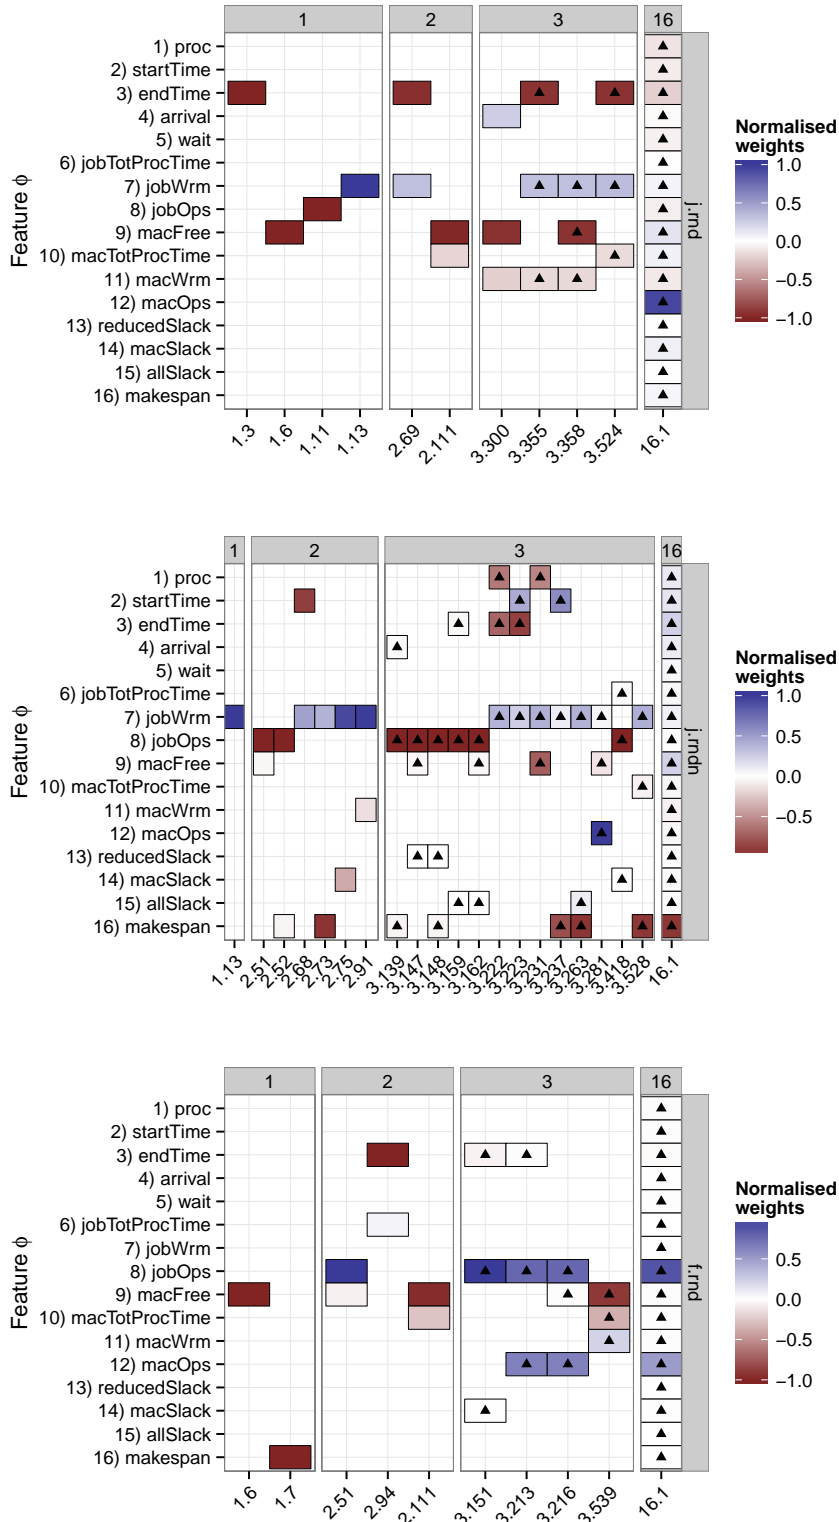 1 2 3 16
Feature ϕ
1) proc
2) startTime
3) endTime
4) arrival
5) wait
6) jobTotProcTime
7) jobWrm
8) jobOps
9) macFree
10) macTotProcTime
11) macWrm
12) macOps
13) reducedSlack
14) macSlack
15) allSlack
16) makespan
1.3 1.6 1.11 1.13 2.69 2.111 3.300 3.355 3.358 3.524 16.1
j.rnd
Normalised
weights
1.0
0.5
0.0
−0.5
−1.0
1 2 3 16
Feature ϕ
1) proc
2) startTime
3) endTime
4) arrival
5) wait
6) jobTotProcTime
7) jobWrm
8) jobOps
9) macFree
10) macTotProcTime
11) macWrm
12) macOps
13) reducedSlack
14) macSlack
15) allSlack
16) makespan
1.13 2.51 2.52 2.68 2.73 2.75 2.91 3.139 3.147 3.148 3.159 3.162 3.222 3.223 3.231 3.237 3.263 3.281 3.418 3.528 16.1
j.rndn
Normalised
weights
1.0
0.5
0.0
−0.5
1 2 3 16
Feature ϕ
1) proc
2) startTime
3) endTime
4) arrival
5) wait
6) jobTotProcTime
7) jobWrm
8) jobOps
9) macFree
10) macTotProcTime
11) macWrm
12) macOps
13) reducedSlack
14) macSlack
15) allSlack
16) makespan
1.6 1.7 2.51 2.94 2.111 3.151 3.213 3.216 3.539 16.1
f.rnd
Normalised
weights
0.5
0.0
−0.5
−1.0